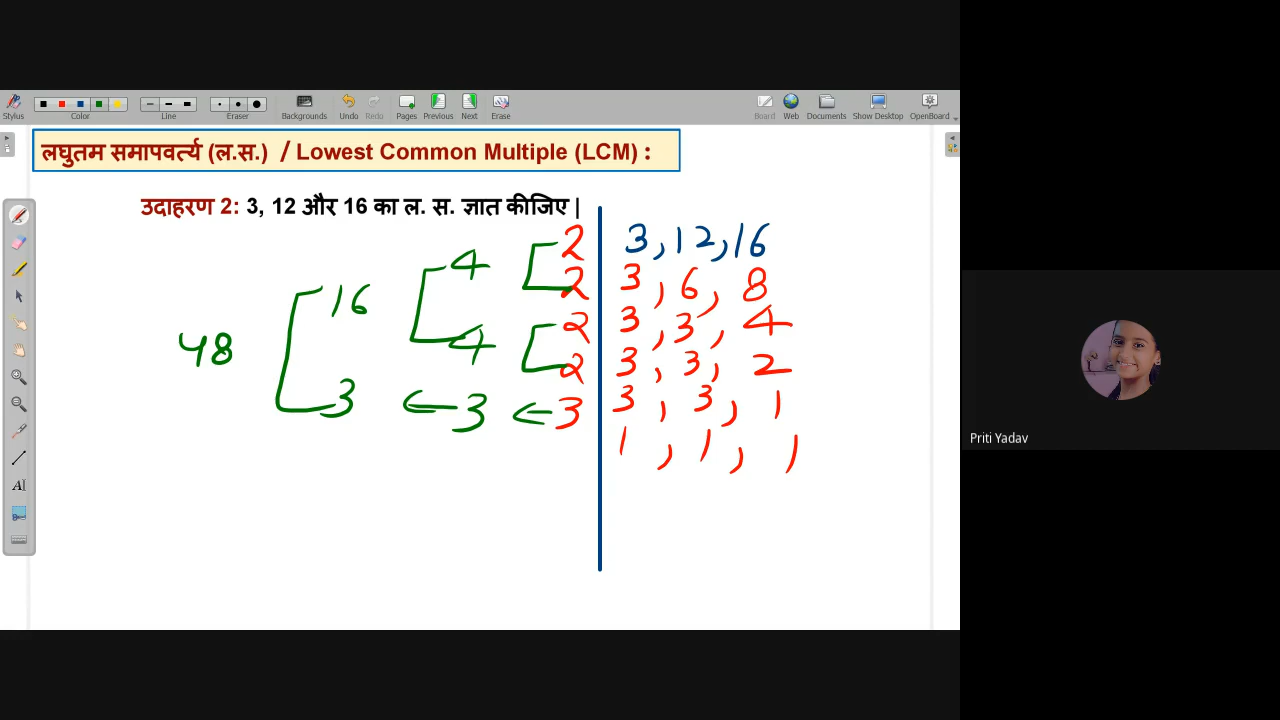 Stylus Color Line Eraser Backgrounds Undo Redo Pages Previous Next Erase Board Web Documents Show Desktop OpenBoard
लघुतम समापवर्त्य (ल.स.) / Lowest Common Multiple (LCM) :
उदाहरण 2: 3, 12 और 16 का ल. स. ज्ञात कीजिए |
2 3, 12, 16
4
2 3, 6, 8
16
2 3, 3, 4
48 4
2 3, 3, 2
3 ← 3 ← 3 3, 3, 1
1, 1, 1
AI
Priti Yadav